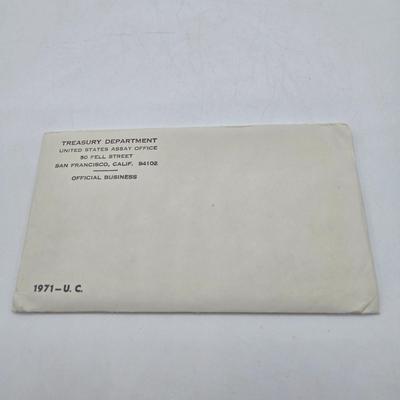 TREASURY DEPARTMENT
UNITED STATES ASSAY OFFICE
50 FELL STREET
SAN FRANCISCO, CALIF. 94102
OFFICIAL BUSINESS
1971—U. C.